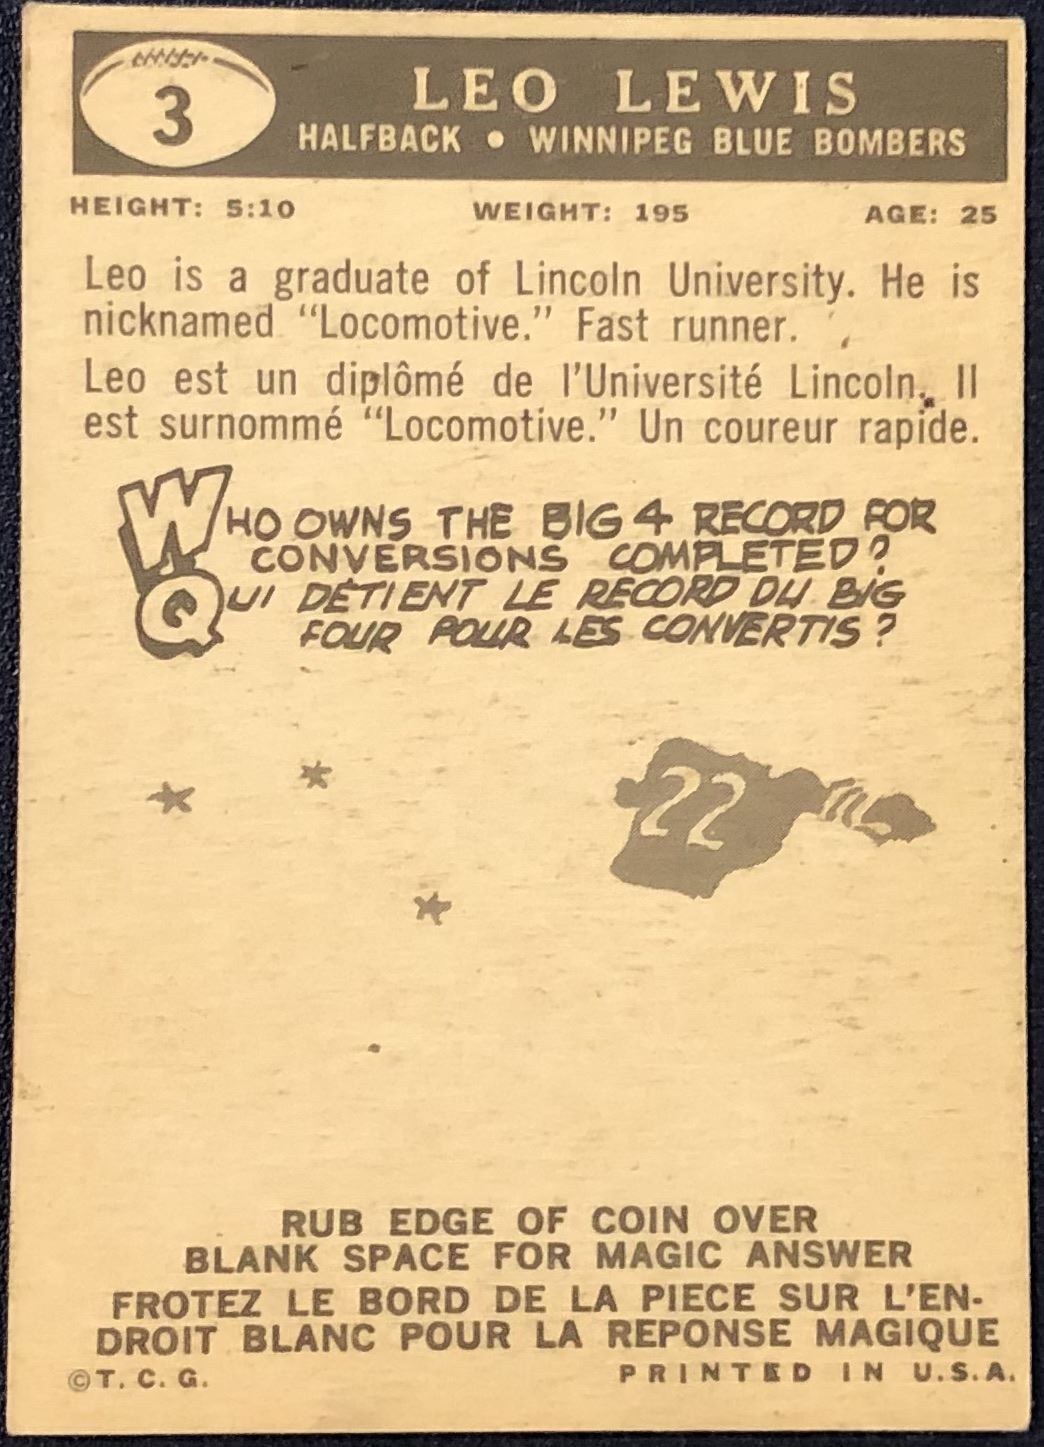 3
LEO LEWIS
HALFBACK • WINNIPEG BLUE BOMBERS
HEIGHT: 5:10 WEIGHT: 195 AGE: 25
Leo is a graduate of Lincoln University. He is
nicknamed "Locomotive." Fast runner.
Leo est un diplômé de l'Université Lincoln. Il
est surnommé "Locomotive." Un coureur rapide.
WHO OWNS THE BIG 4 RECORD FOR
CONVERSIONS COMPLETED?
QUI DÉTIENT LE RECORD DU BIG
FOUR POUR LES CONVERTIS?
22
RUB EDGE OF COIN OVER
BLANK SPACE FOR MAGIC ANSWER
FROTEZ LE BORD DE LA PIECE SUR L'EN-
DROIT BLANC POUR LA REPONSE MAGIQUE
©T. C. G. PRINTED IN U.S.A.